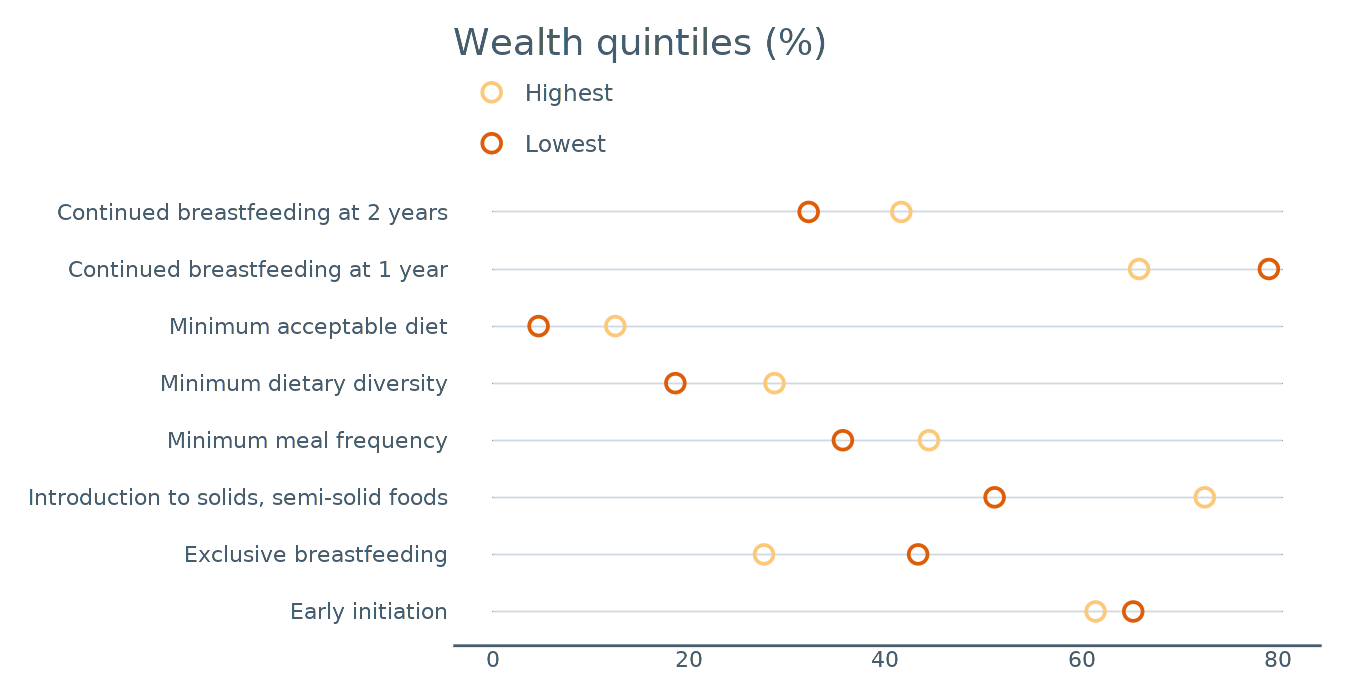 Wealth quintiles (%)
Highest
Lowest
Continued breastfeeding at 2 years
Continued breastfeeding at 1 year
Minimum acceptable diet
Minimum dietary diversity
Minimum meal frequency
Introduction to solids, semi-solid foods
Exclusive breastfeeding
Early initiation
0 20 40 60 80